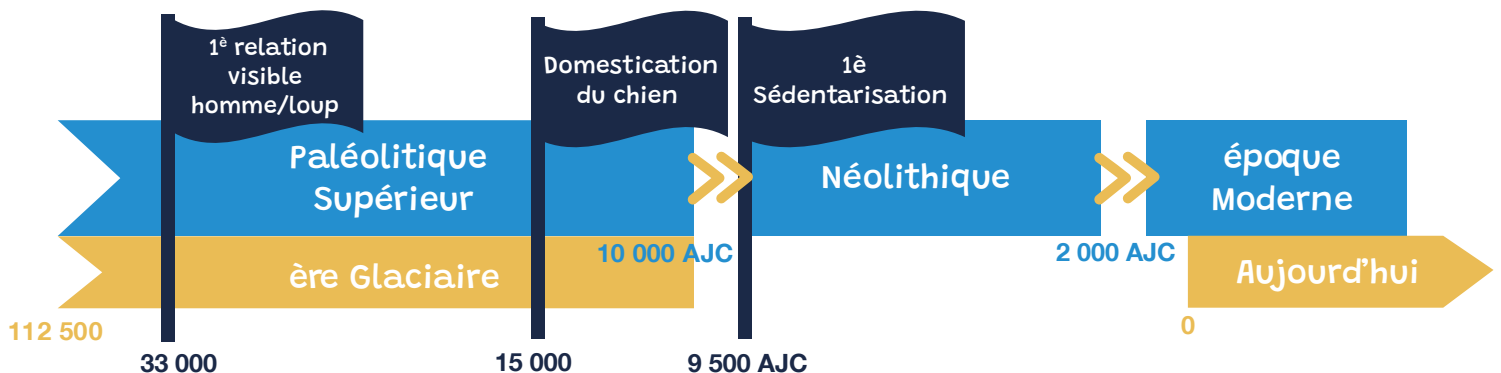 1è relation
visible
homme/loup
Domestication
du chien
1è
Sédentarisation
Paléolitique
Supérieur
Néolithique
époque
Moderne
10 000 AJC
2 000 AJC
ère Glaciaire
Aujourd'hui
112 500
0
33 000
15 000
9 500 AJC